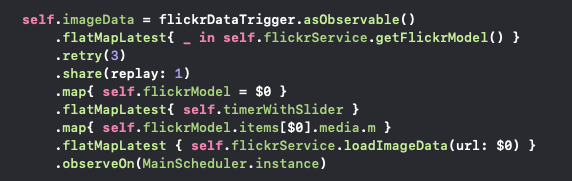 self.imageData = flickrDataTrigger.asObservable()
.flatMapLatest{ _ in self.flickrService.getFlickrModel() }
.retry(3)
.share(replay: 1)
.map{ self.flickrModel = $0 }
.flatMapLatest{ self.timerWithSlider }
.map{ self.flickrModel.items[$0].media.m }
.flatMapLatest { self.flickrService.loadImageData(url: $0) }
.observeOn(MainScheduler.instance)